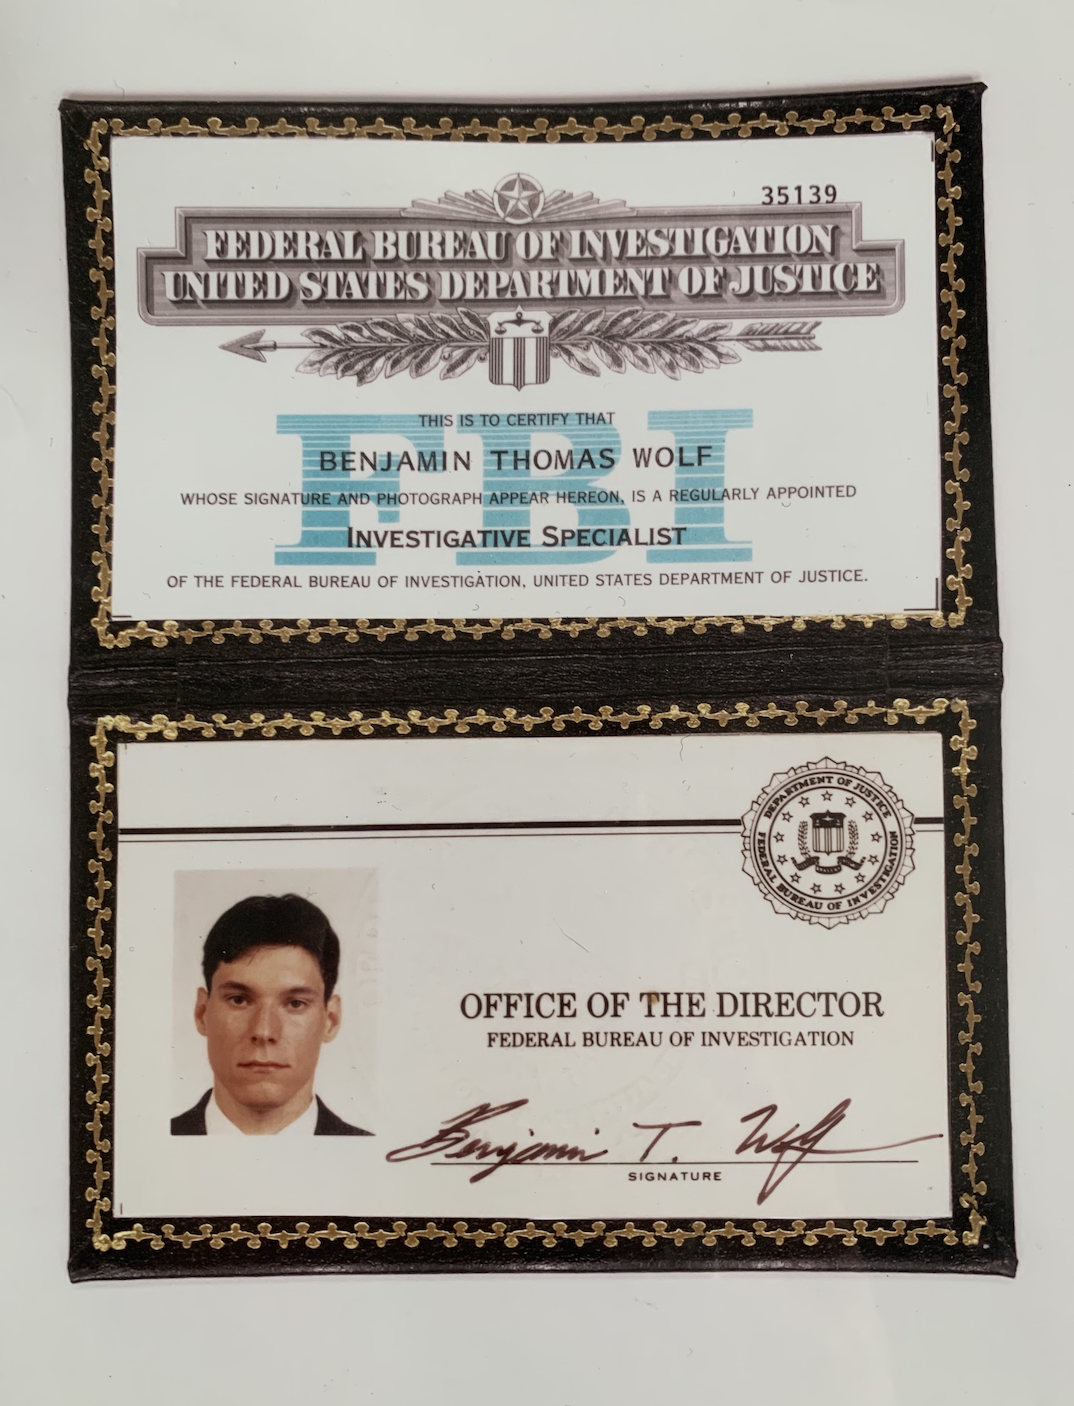 35139
FEDERAL BUREAU OF INVESTIGATION
UNITED STATES DEPARTMENT OF JUSTICE
FBI
THIS IS TO CERTIFY THAT
BENJAMIN THOMAS WOLF
WHOSE SIGNATURE AND PHOTOGRAPH APPEAR HEREON, IS A REGULARLY APPOINTED
INVESTIGATIVE SPECIALIST
OF THE FEDERAL BUREAU OF INVESTIGATION, UNITED STATES DEPARTMENT OF JUSTICE.
DEPARTMENT OF JUSTICE
FEDERAL BUREAU OF INVESTIGATION
OFFICE OF THE DIRECTOR
FEDERAL BUREAU OF INVESTIGATION
Benjamin T. Wolf
SIGNATURE